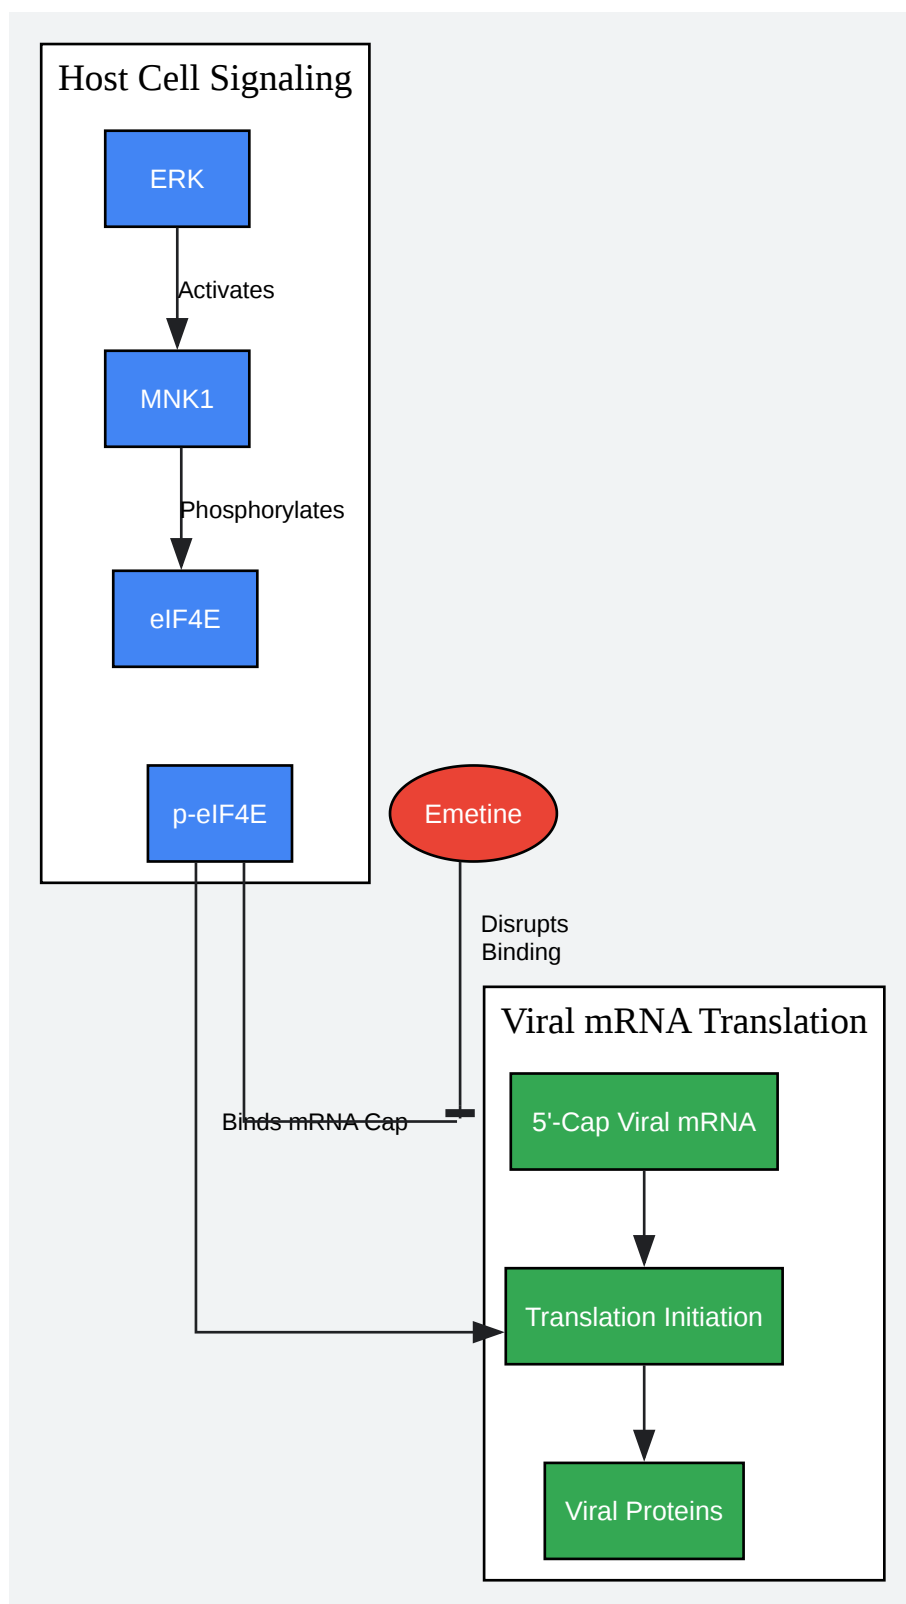 Host Cell Signaling
ERK
Activates
MNK1
Phosphorylates
eIF4E
p-eIF4E
Emetine
Disrupts
Binding
Viral mRNA Translation
Binds mRNA Cap
5'-Cap Viral mRNA
Translation Initiation
Viral Proteins